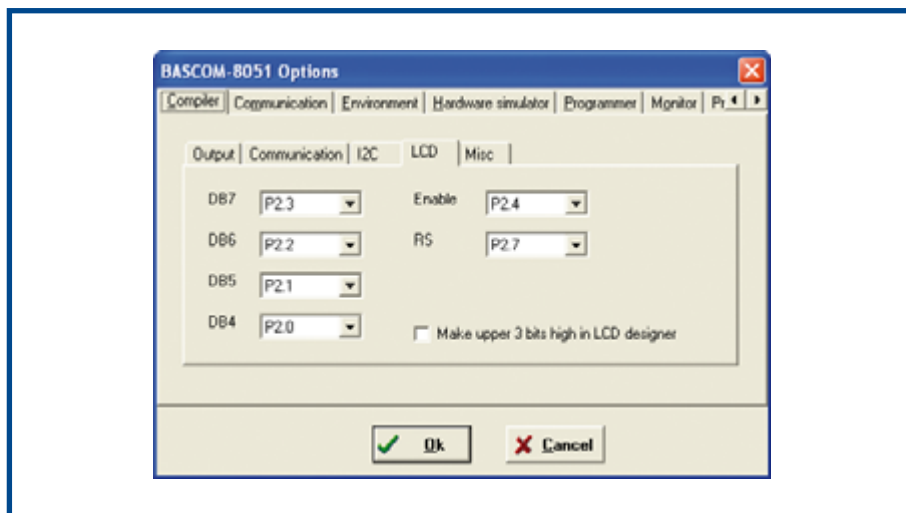 BASCOM-8051 Options
Compiler Communication Environment Hardware simulator Programmer Monitor Pr
Output Communication I2C LCD Misc
DB7 P2.3 Enable P2.4
DB6 P2.2 RS P2.7
DB5 P2.1
DB4 P2.0 Make upper 3 bits high in LCD designer
Ok Cancel